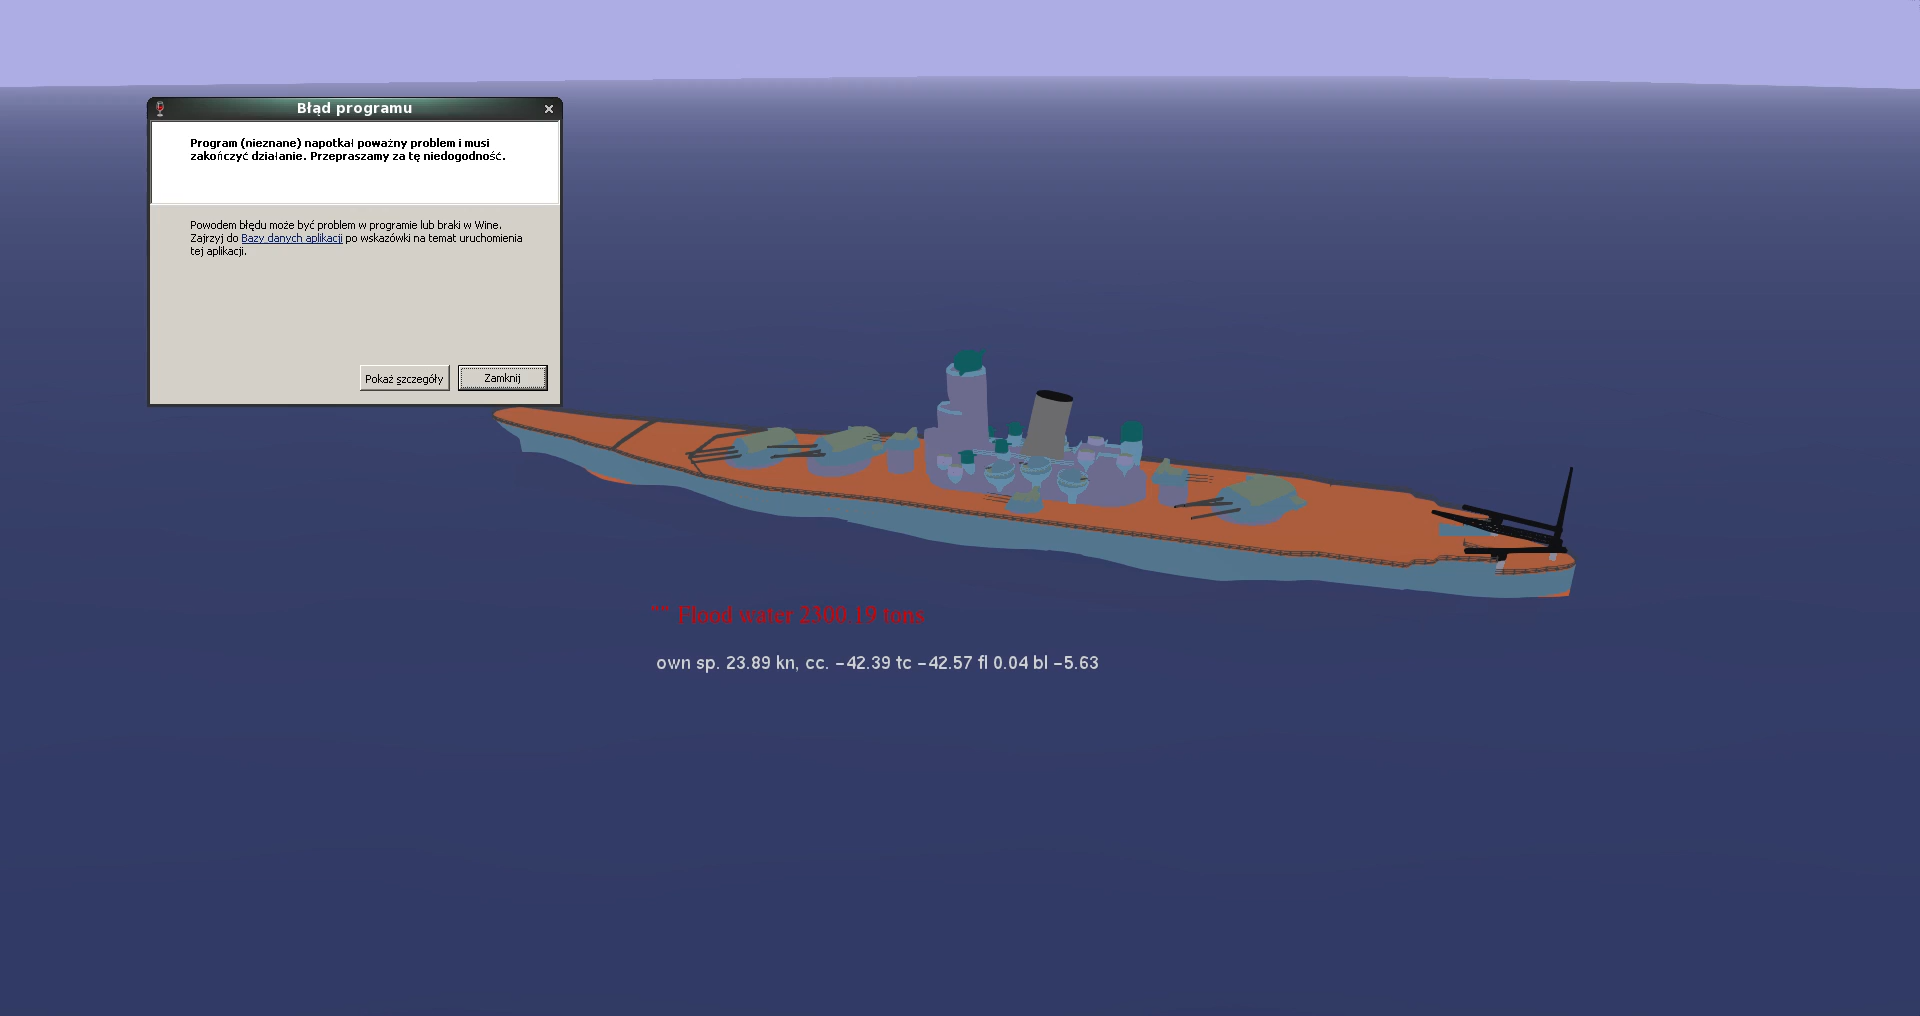 Błąd programu
Program (nieznane) napotkał poważny problem i musi
zakończyć działanie. Przepraszamy za tę niedogodność.
Powodem błędu może być problem w programie lub braki w Wine.
Zajrzyj do Bazy danych aplikacji po wskazówki na temat uruchomienia
tej aplikacji.
Pokaż szczegóły Zamknij
"" Flood water 2300.19 tons
own sp. 23.89 kn, cc. −42.39 tc −42.57 fl 0.04 bl −5.63